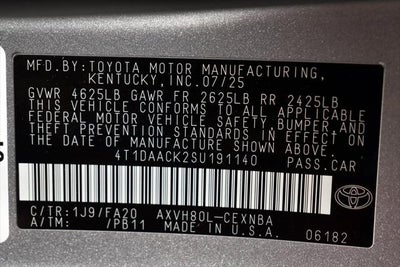 MFD.BY:TOYOTA MOTOR MANUFACTURING,
KENTUCKY,INC.07/25
GVWR 4625LB GAWR FR 2625LB RR 2425LB
THIS VEHICLE CONFORMS TO ALL APPLICABLE
FEDERAL MOTOR VEHICLE SAFETY,BUMPER AND
THEFT PREVENTION STANDARDS IN EFFECT ON
THE DATE OF MANUFACTURE SHOWN ABOVE.
4T1DAACK2SU191140 PASS.CAR
C/TR:1J9/FA20 AXVH80L-CEXNBA
A/TM: /PB11 MADE IN U.S.A. 06182
TOYOTA